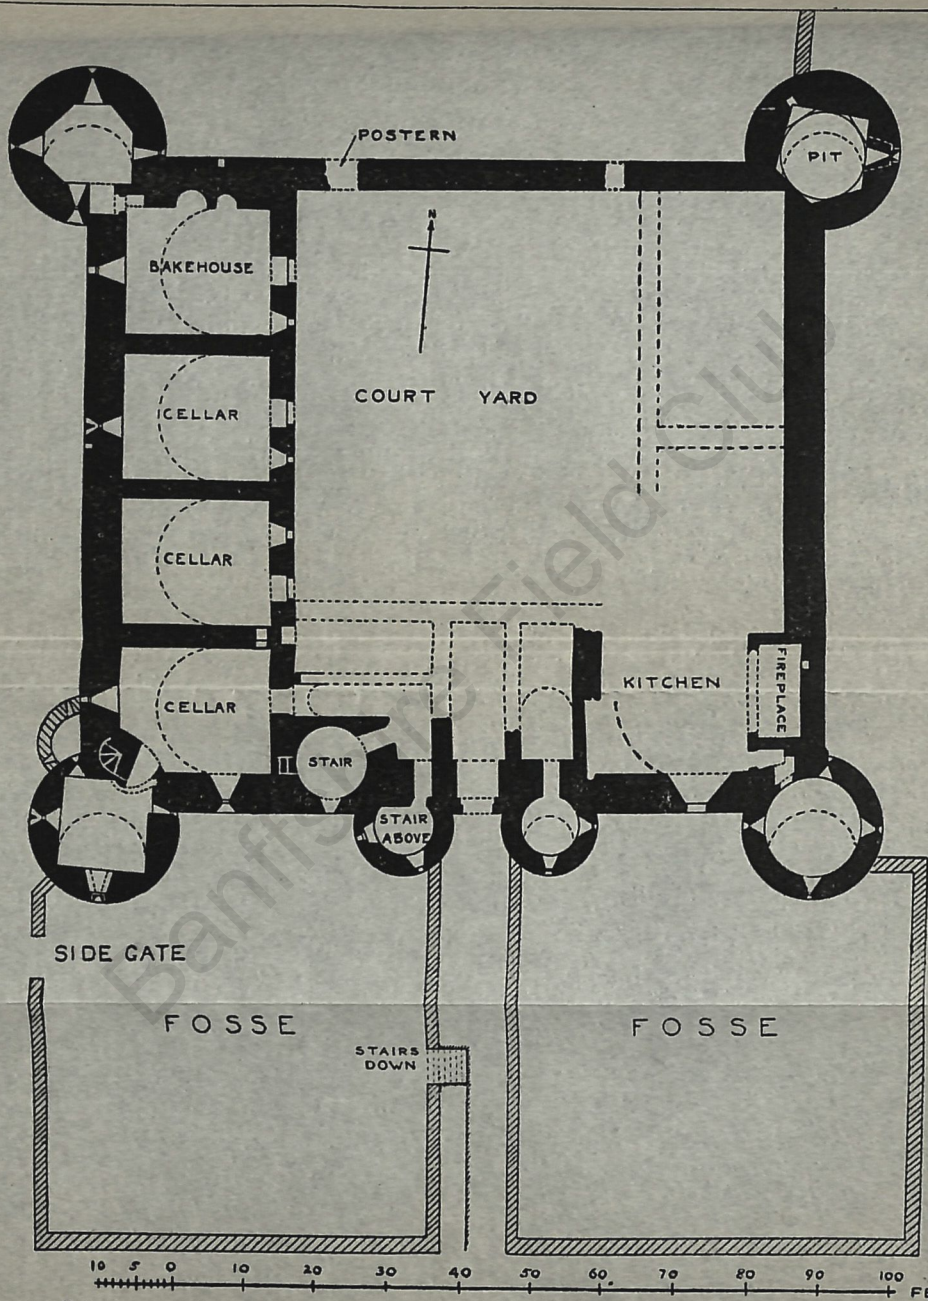 POSTERN
PIT
N
BAKEHOUSE
COURT YARD
CELLAR
CELLAR
CELLAR
KITCHEN
FIREPLACE
STAIR
STAIR
ABOVE
SIDE GATE
FOSSE
FOSSE
STAIRS
DOWN
10 5 0 10 20 30 40 50 60 70 80 90 100 FE
Banffshire Field Club